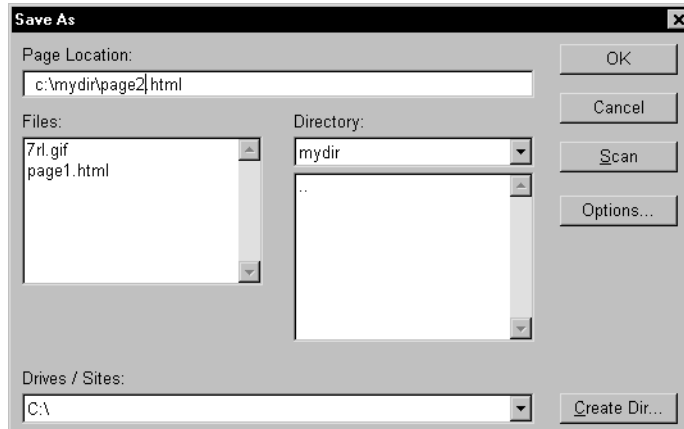 Save As
Page Location:
c:\mydir\page2.html
Files:
7rl.gif
page1.html
Directory:
mydir
..
Drives / Sites:
C:\
OK
Cancel
Scan
Options...
Create Dir...